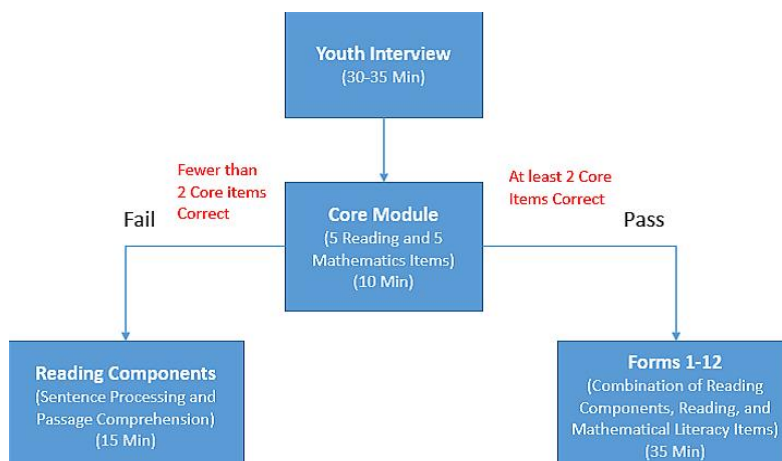 Youth Interview
(30-35 Min)
Fewer than
2 Core items
Correct
At least 2 Core
Items Correct
Fail
Core Module
(5 Reading and 5
Mathematics Items)
(10 Min)
Pass
Reading Components
(Sentence Processing and
Passage Comprehension)
(15 Min)
Forms 1-12
(Combination of Reading
Components, Reading, and
Mathematical Literacy Items)
(35 Min)